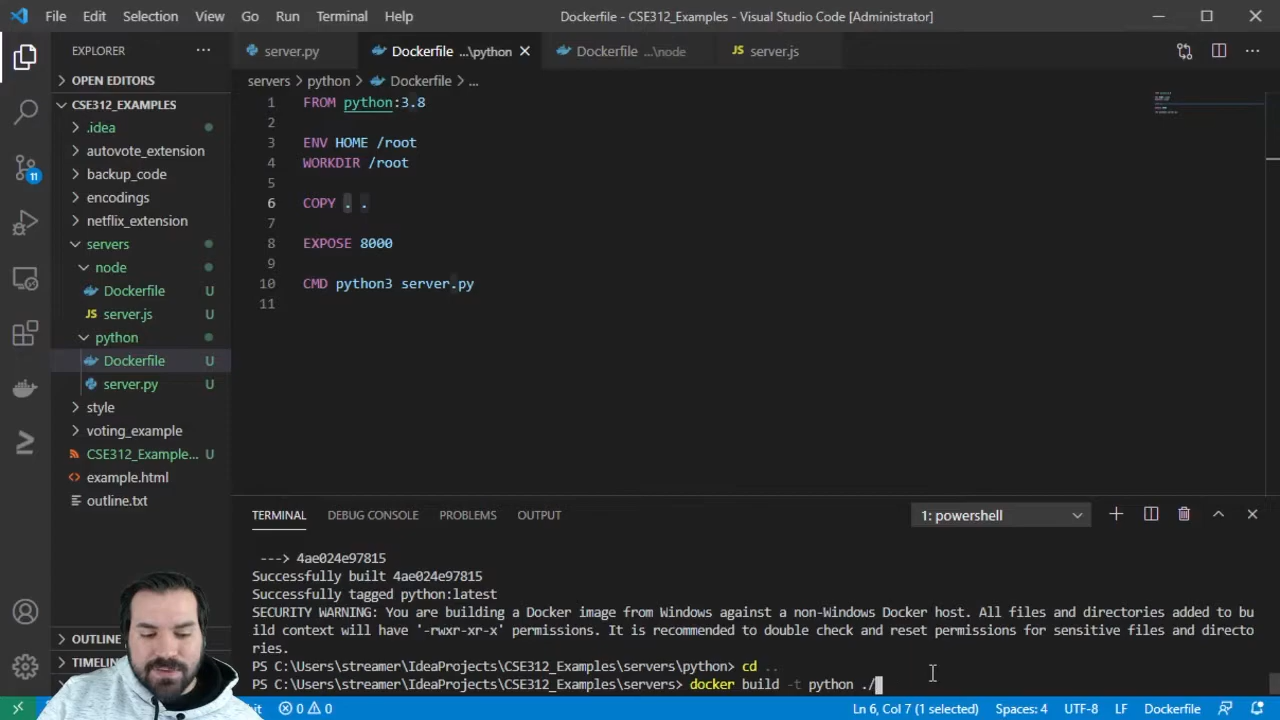 File Edit Selection View Go Run Terminal Help
Dockerfile - CSE312_Examples - Visual Studio Code [Administrator]
EXPLORER
server.py
Dockerfile ...\python
Dockerfile ...\node
JS server.js
OPEN EDITORS
servers > python > Dockerfile > ...
CSE312_EXAMPLES
.idea
autovote_extension
backup_code
encodings
netflix_extension
servers
node
Dockerfile U
JS server.js U
python
Dockerfile U
server.py U
style
voting_example
CSE312_Example... U
example.html
outline.txt
OUTLINE
11
1 FROM python:3.8
2
3 ENV HOME /root
4 WORKDIR /root
5
6 COPY . .
7
8 EXPOSE 8000
9
10 CMD python3 server.py
11
TERMINAL DEBUG CONSOLE PROBLEMS OUTPUT
1: powershell
---> 4ae024e97815
Successfully built 4ae024e97815
Successfully tagged python:latest
SECURITY WARNING: You are building a Docker image from Windows against a non-Windows Docker host. All files and directories added to bu
ild context will have '-rwxr-xr-x' permissions. It is recommended to double check and reset permissions for sensitive files and directo
ries.
PS C:\Users\streamer\IdeaProjects\CSE312_Examples\servers\python> cd ..
PS C:\Users\streamer\IdeaProjects\CSE312_Examples\servers> docker build -t python ./
0 0
Ln 6, Col 7 (1 selected) Spaces: 4 UTF-8 LF Dockerfile